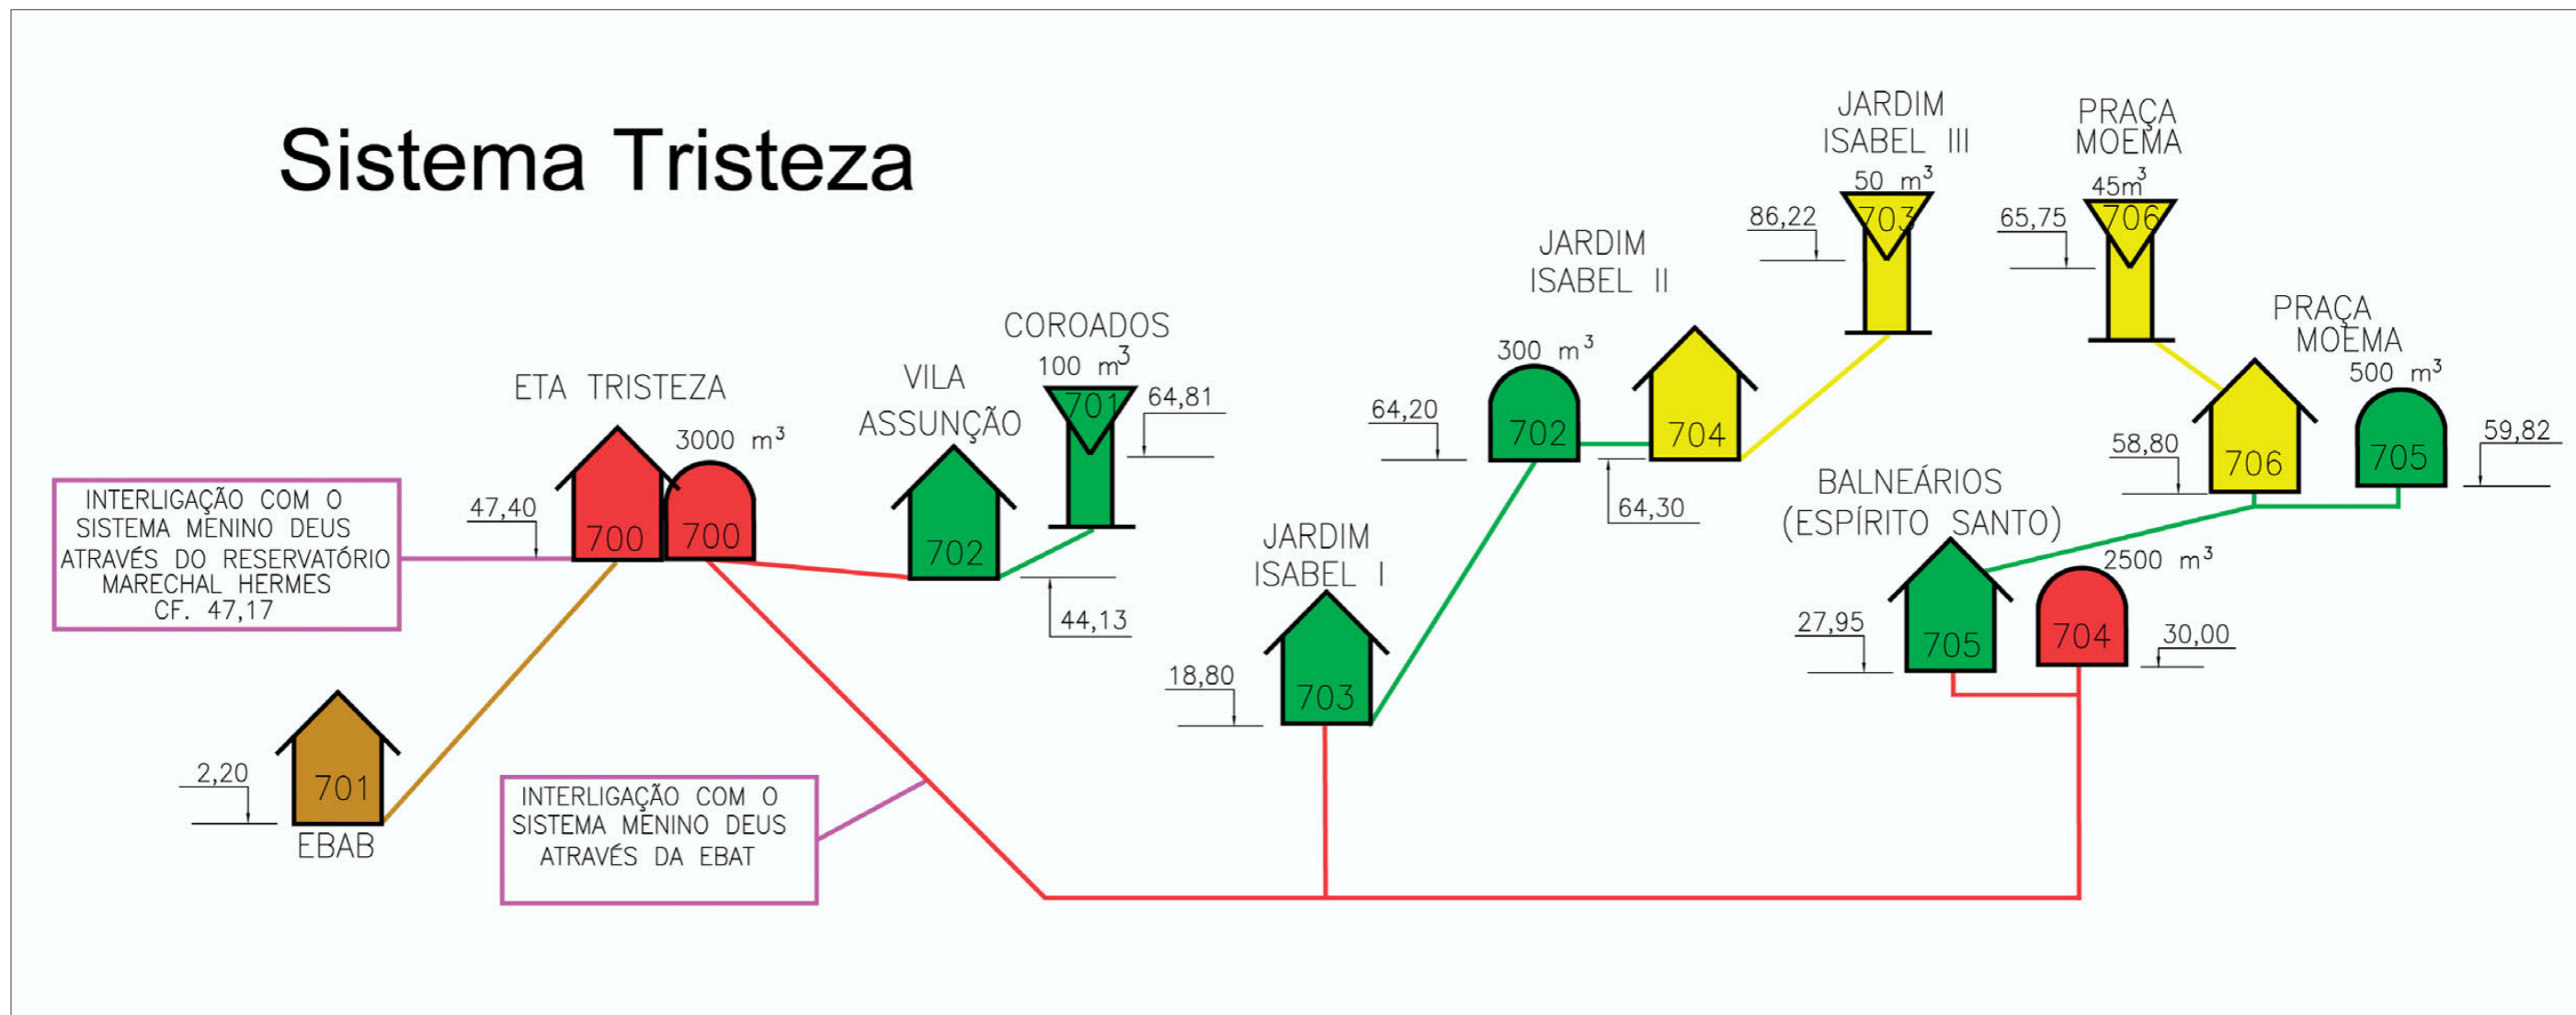 Sistema Tristeza
INTERLIGAÇÃO COM O
SISTEMA MENINO DEUS
ATRAVÉS DO RESERVATÓRIO
MARECHAL HERMES
CF. 47,17
2,20
701
EBAB
ETA TRISTEZA
3000 m³
47,40
700
700
INTERLIGAÇÃO COM O
SISTEMA MENINO DEUS
ATRAVÉS DA EBAT
VILA
ASSUNÇÃO
702
44,13
COROADOS
100 m³
701
64,81
JARDIM
ISABEL I
18,80
703
JARDIM
ISABEL II
300 m³
64,20
702
704
64,30
JARDIM
ISABEL III
50 m³
86,22
703
PRAÇA
MOEMA
45m³
65,75
706
PRAÇA
MOEMA
500 m³
58,80
706
705
59,82
BALNEÁRIOS
(ESPÍRITO SANTO)
2500 m³
27,95
705
704
30,00